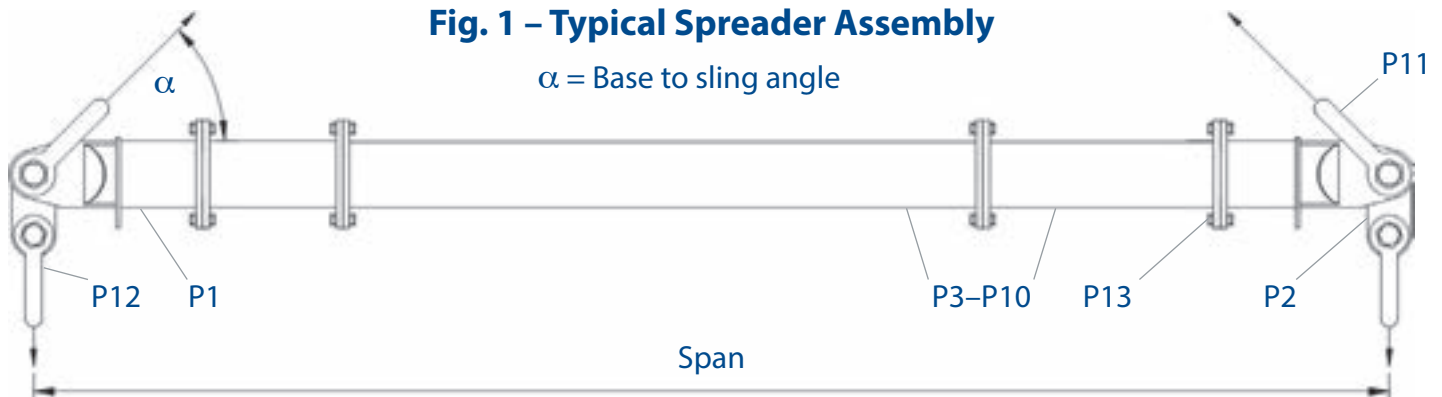 Fig. 1 – Typical Spreader Assembly
α = Base to sling angle
α
P11
P12
P1
P3–P10
P13
P2
Span